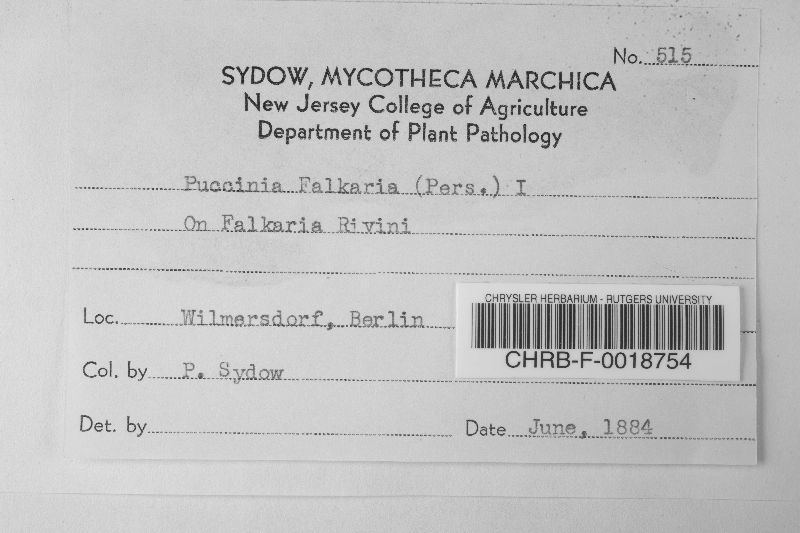 No. 515
SYDOW, MYCOTHECA MARCHICA
New Jersey College of Agriculture
Department of Plant Pathology
Puccinia Falkaria (Pers.) I
On Falkaria Rivini
Loc. Wilmersdorf, Berlin
CHRYSLER HERBARIUM - RUTGERS UNIVERSITY
CHRB-F-0018754
Col. by P. Sydow
Det. by
Date June, 1884